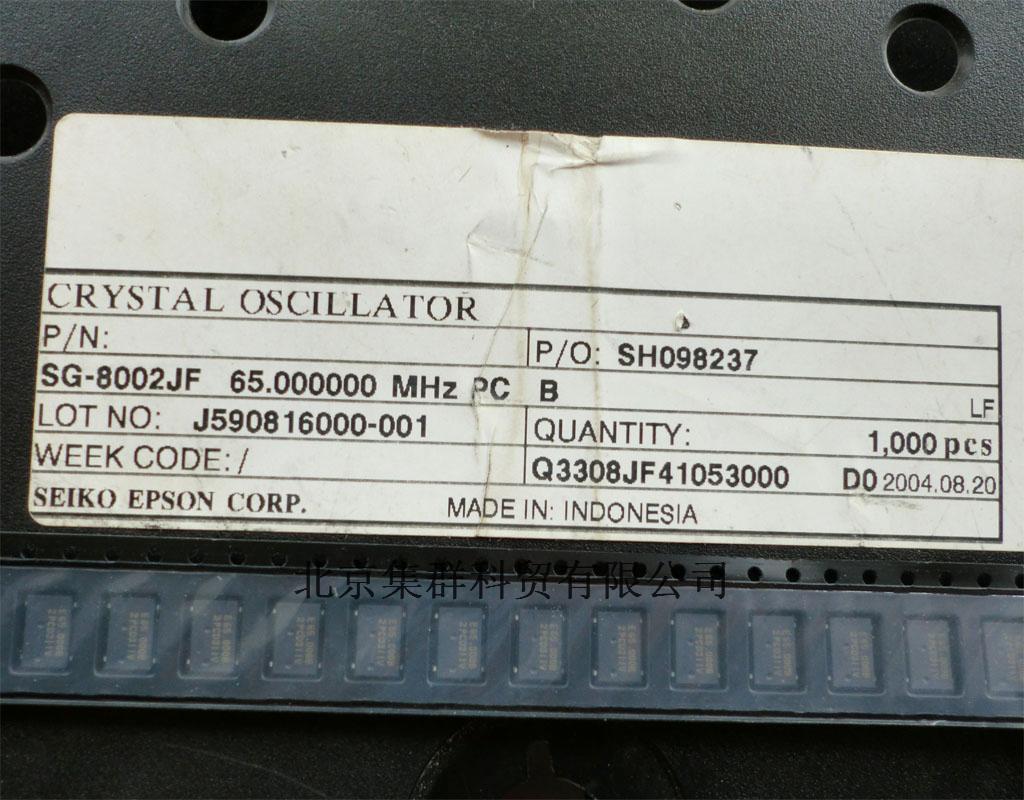 CRYSTAL OSCILLATOR
P/N:
P/O: SH098237
SG-8002JF 65.000000 MHz PC B
LF
LOT NO: J590816000-001
QUANTITY: 1,000 pcs
WEEK CODE: /
Q3308JF41053000 D0 2004.08.20
SEIKO EPSON CORP. MADE IN: INDONESIA
北京集群科贸有限公司